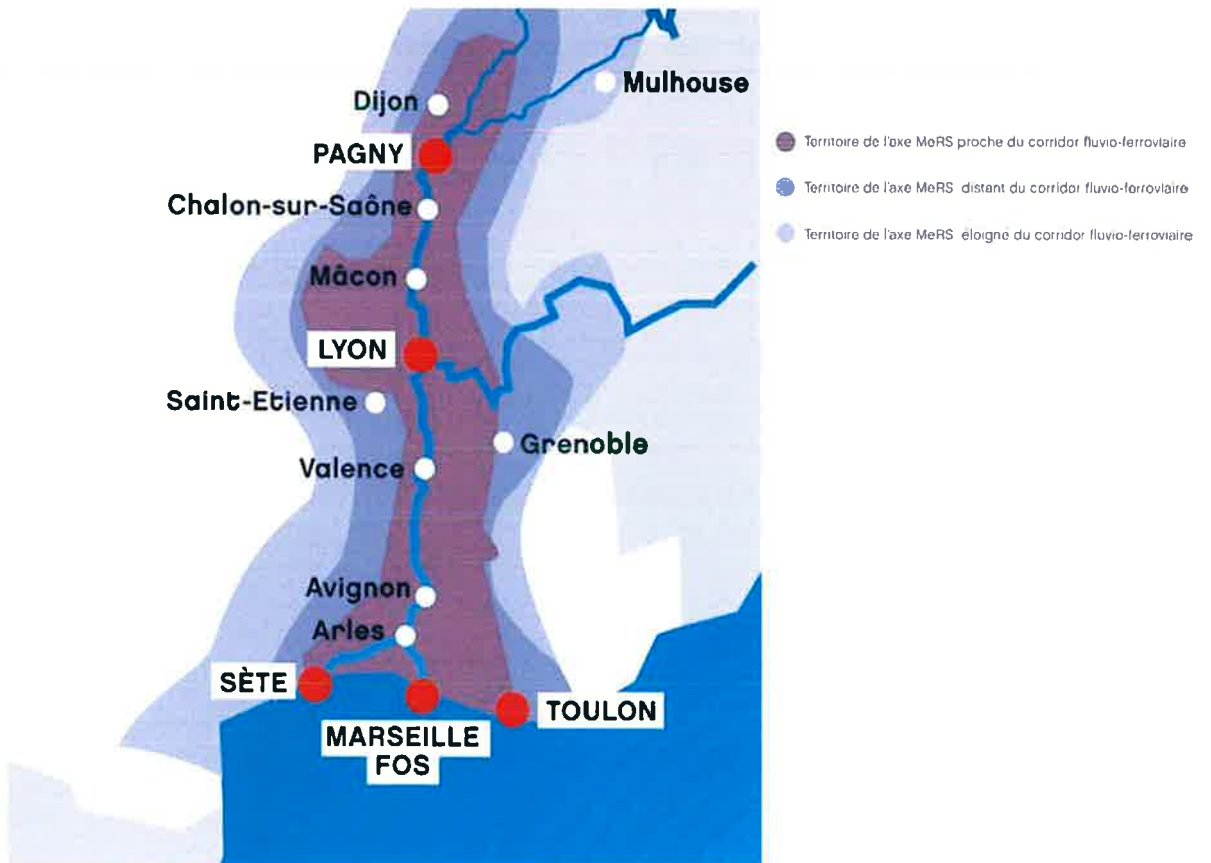 Mulhouse
Dijon
PAGNY
Chalon-sur-Saône
Mâcon
LYON
Saint-Etienne
Grenoble
Valence
Avignon
Arles
SÈTE
TOULON
MARSEILLE
FOS
Territoire de l'axe MeRS proche du corridor fluvio-ferroviaire
Territoire de l'axe MeRS distant du corridor fluvio-ferroviaire
Territoire de l'axe MeRS éloigné du corridor fluvio-ferroviaire